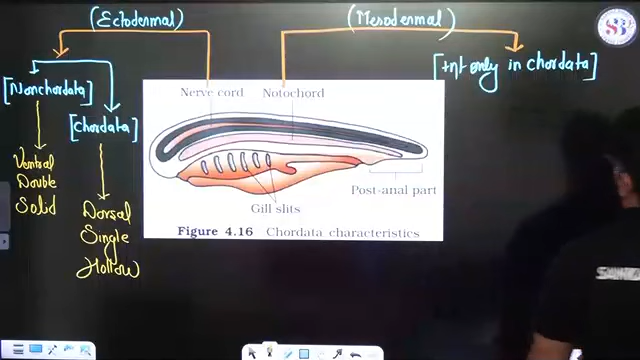 (Ectodermal)
(Mesodermal)
[Nonchordata]
[Chordata]
[+nt only in chordata]
Ventral
Double
Solid
Dorsal
Single
Hollow
Nerve cord
Notochord
Post-anal part
Gill slits
Figure 4.16 Chordata characteristics